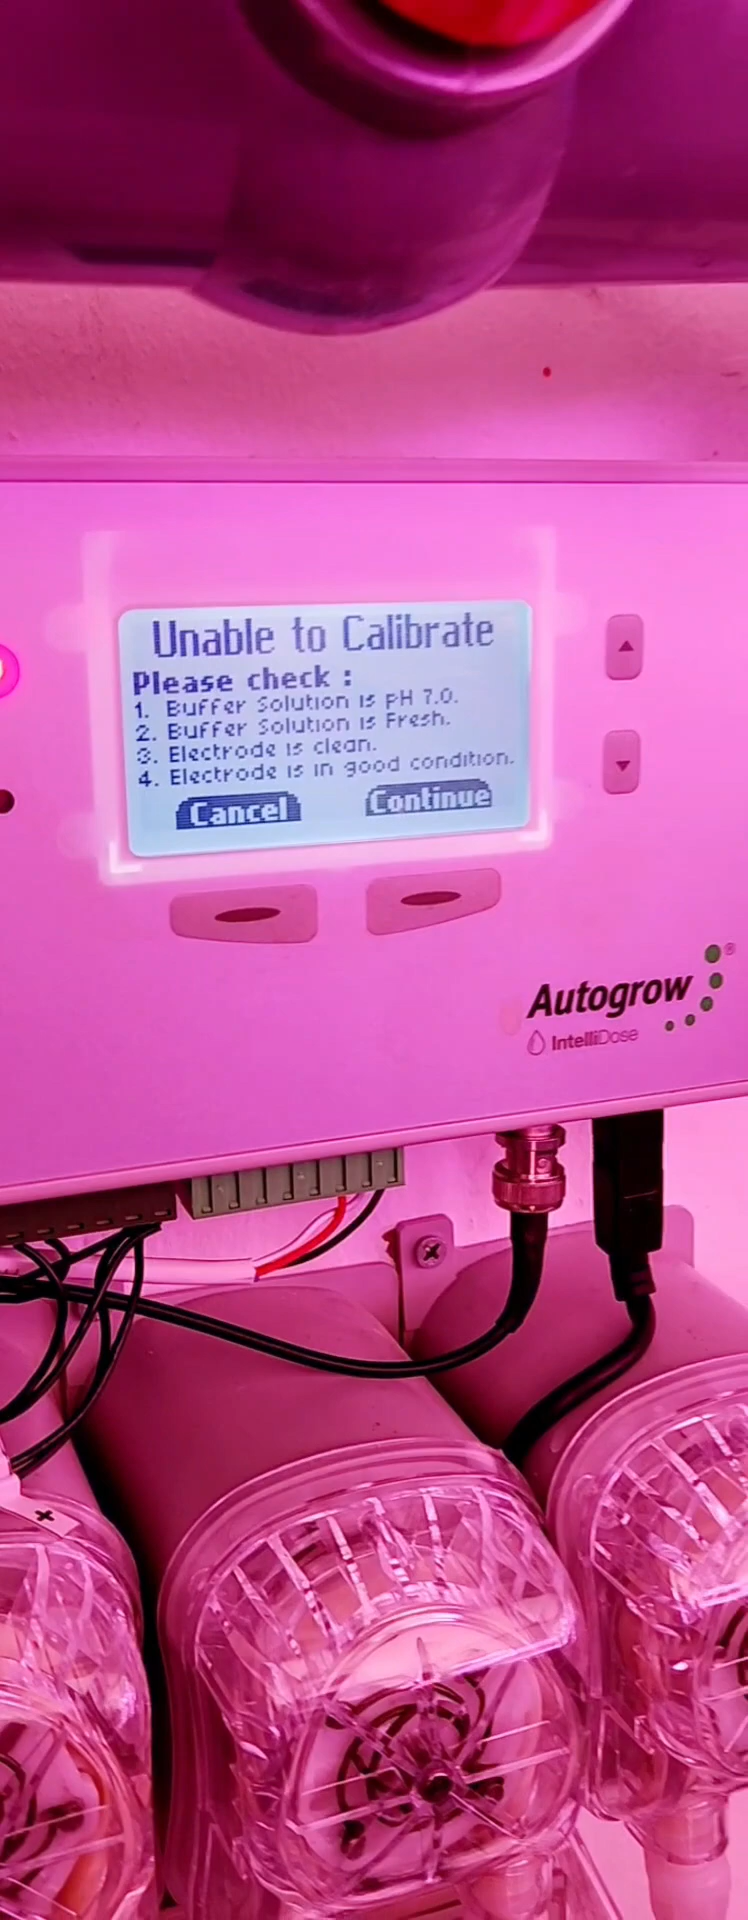 Unable to Calibrate
Please check :
1. Buffer Solution is pH 7.0.
2. Buffer Solution is Fresh.
3. Electrode is clean.
4. Electrode is in good condition.
Cancel Continue
Autogrow®
IntelliDose
+